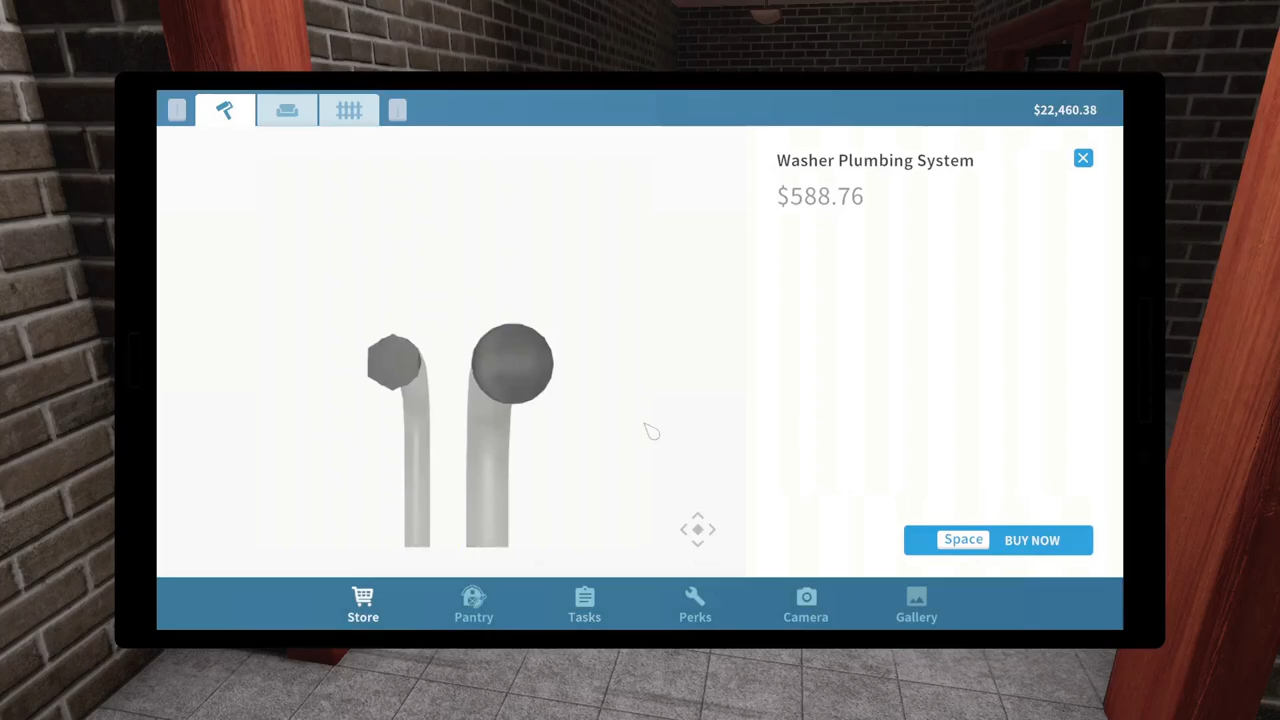 $22,460.38
Washer Plumbing System
$588.76
Space BUY NOW
Store Pantry Tasks Perks Camera Gallery